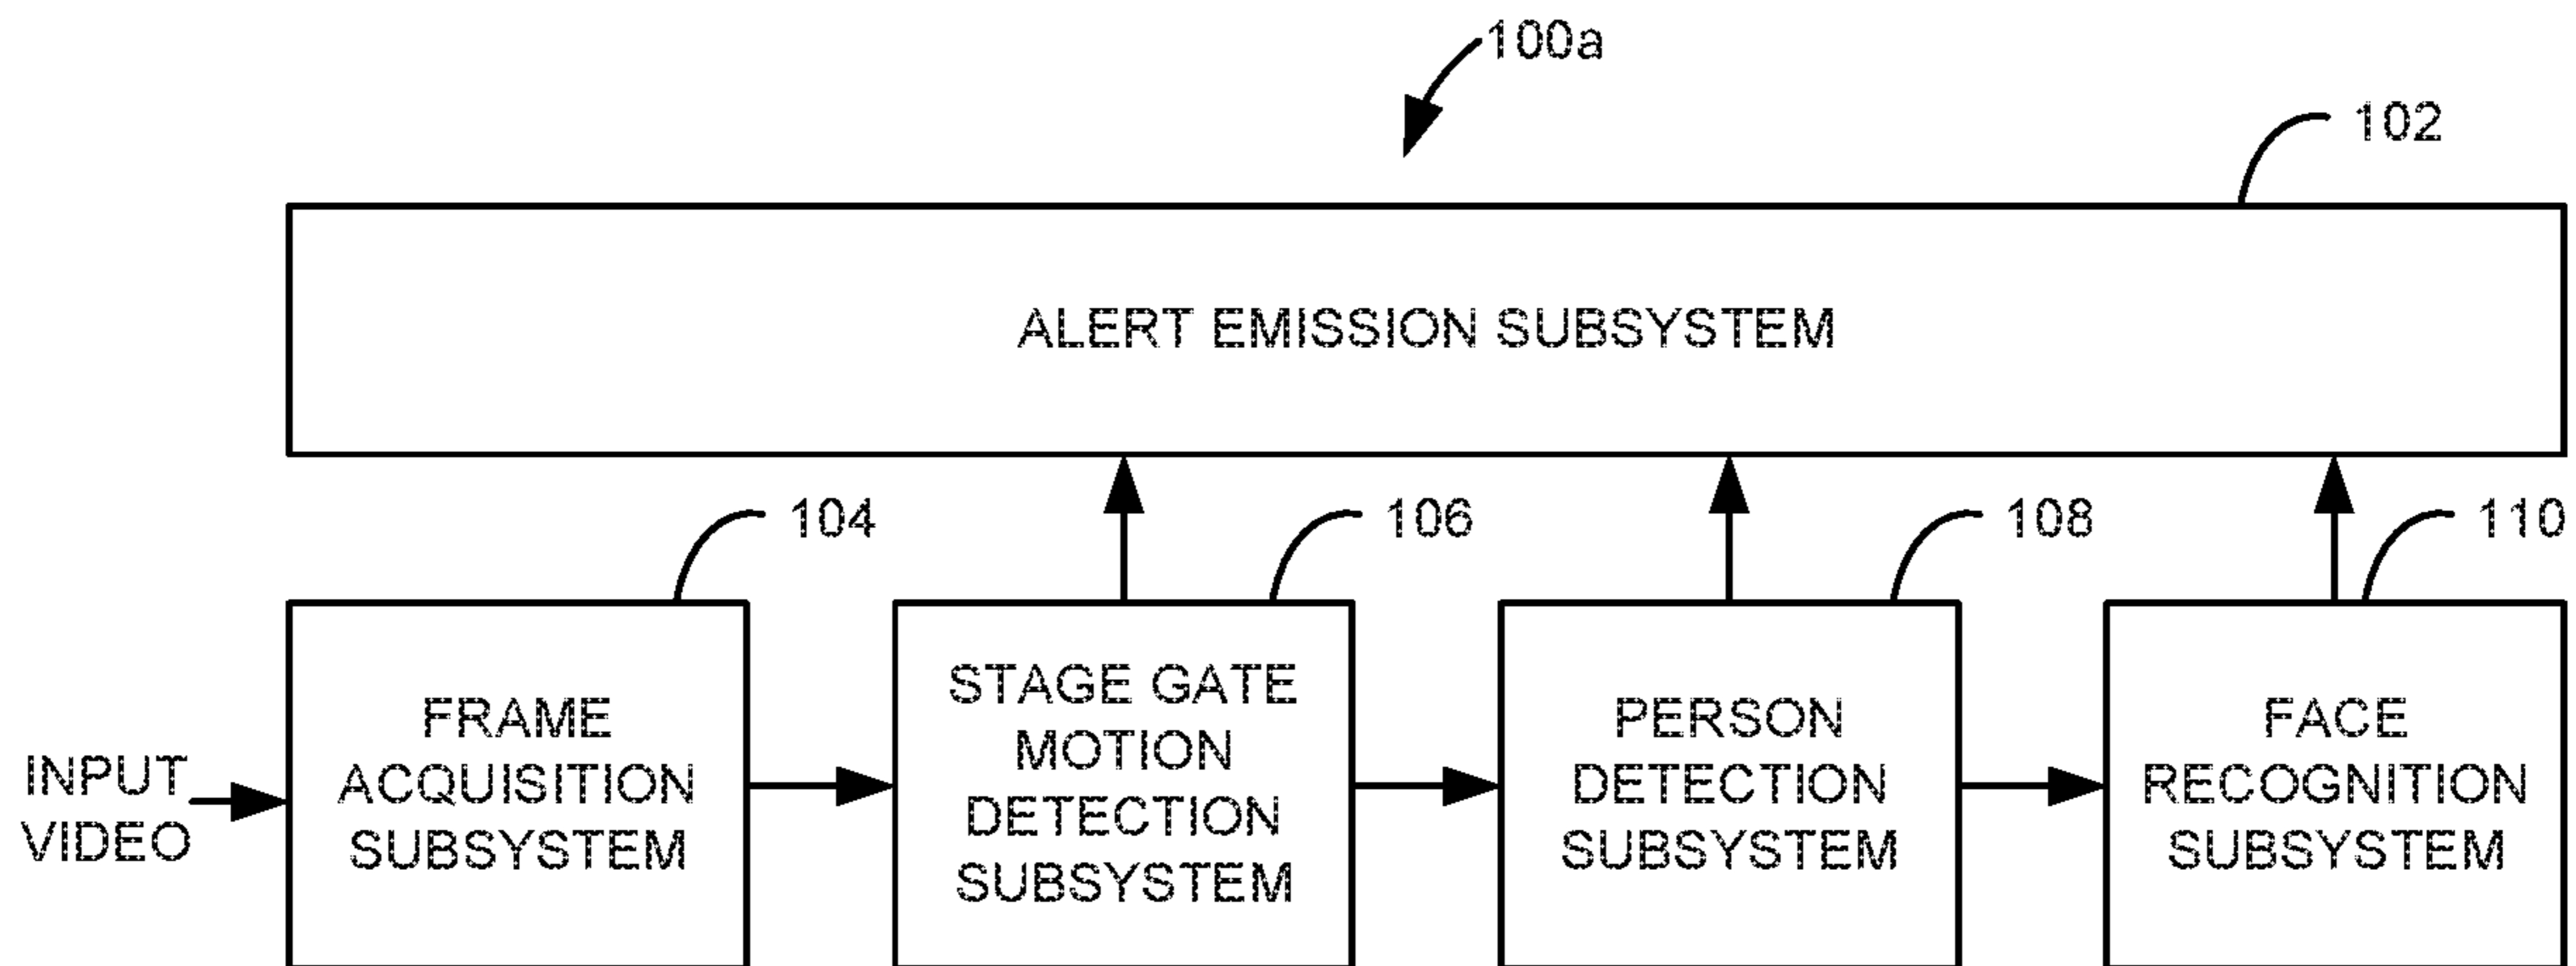 100a
102
ALERT EMISSION SUBSYSTEM
104
106
108
110
INPUT
VIDEO
FRAME
ACQUISITION
SUBSYSTEM
STAGE GATE
MOTION
DETECTION
SUBSYSTEM
PERSON
DETECTION
SUBSYSTEM
FACE
RECOGNITION
SUBSYSTEM